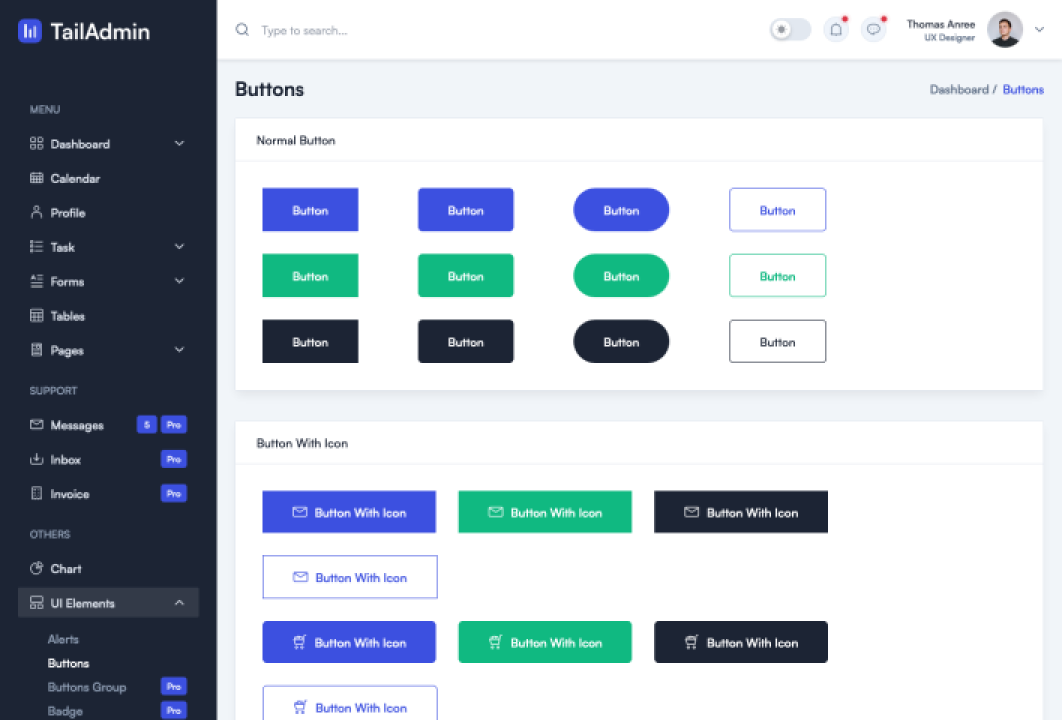 TailAdmin
Type to search...
Thomas Anree
UX Designer
MENU
Dashboard
Calendar
Profile
Task
Forms
Tables
Pages
SUPPORT
Messages 5 Pro
Inbox Pro
Invoice Pro
OTHERS
Chart
UI Elements
Alerts
Buttons
Buttons Group Pro
Badge Pro
Buttons
Dashboard / Buttons
Normal Button
Button Button Button Button
Button Button Button Button
Button Button Button Button
Button With Icon
Button With Icon Button With Icon Button With Icon
Button With Icon
Button With Icon Button With Icon Button With Icon
Button With Icon